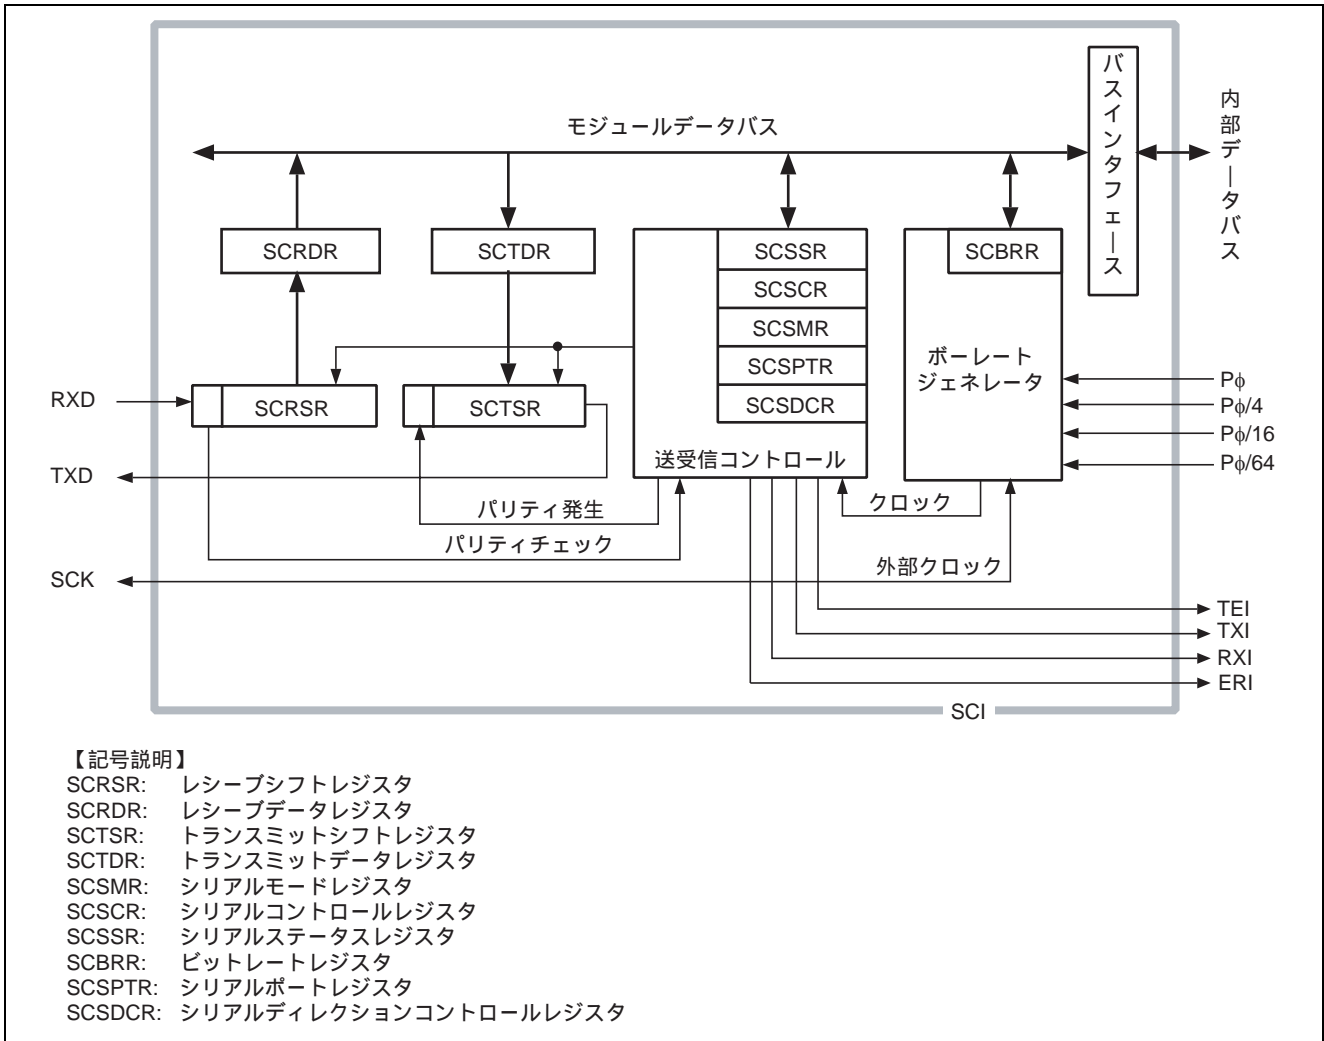 バスインタフェース
内部データバス
モジュールデータバス
SCRDR
SCTDR
SCSSR
SCBRR
SCSCR
SCSMR
SCSPTR
SCSDCR
ボーレート
ジェネレータ
Pφ
Pφ/4
Pφ/16
Pφ/64
RXD
SCRSR
SCTSR
TXD
送受信コントロール
パリティ発生
クロック
パリティチェック
外部クロック
SCK
TEI
TXI
RXI
ERI
SCI
【記号説明】
SCRSR: レシーブシフトレジスタ
SCRDR: レシーブデータレジスタ
SCTSR: トランスミットシフトレジスタ
SCTDR: トランスミットデータレジスタ
SCSMR: シリアルモードレジスタ
SCSCR: シリアルコントロールレジスタ
SCSSR: シリアルステータスレジスタ
SCBRR: ビットレートレジスタ
SCSPTR: シリアルポートレジスタ
SCSDCR: シリアルディレクションコントロールレジスタ